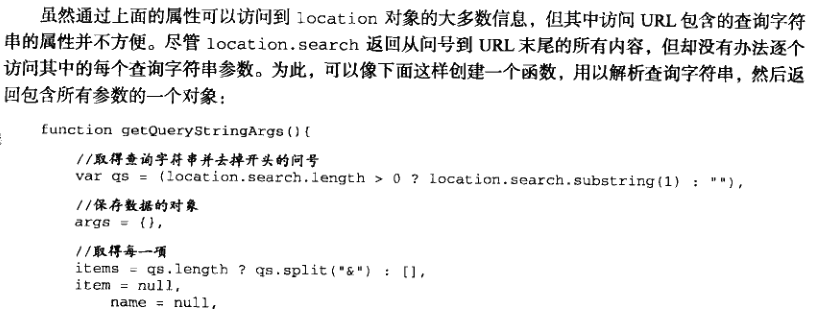 虽然通过上面的属性可以访问到 location 对象的大多数信息，但其中访问 URL 包含的查询字符
串的属性并不方便。尽管 location.search 返回从问号到 URL 末尾的所有内容，但却没有办法逐个
访问其中的每个查询字符串参数。为此，可以像下面这样创建一个函数，用以解析查询字符串，然后返
回包含所有参数的一个对象：
function getQueryStringArgs(){
//取得查询字符串并去掉开头的问号
var qs = (location.search.length > 0 ? location.search.substring(1) : ""),
//保存数据的对象
args = {},
//取得每一项
items = qs.length ? qs.split("&") : [],
item = null,
name = null,